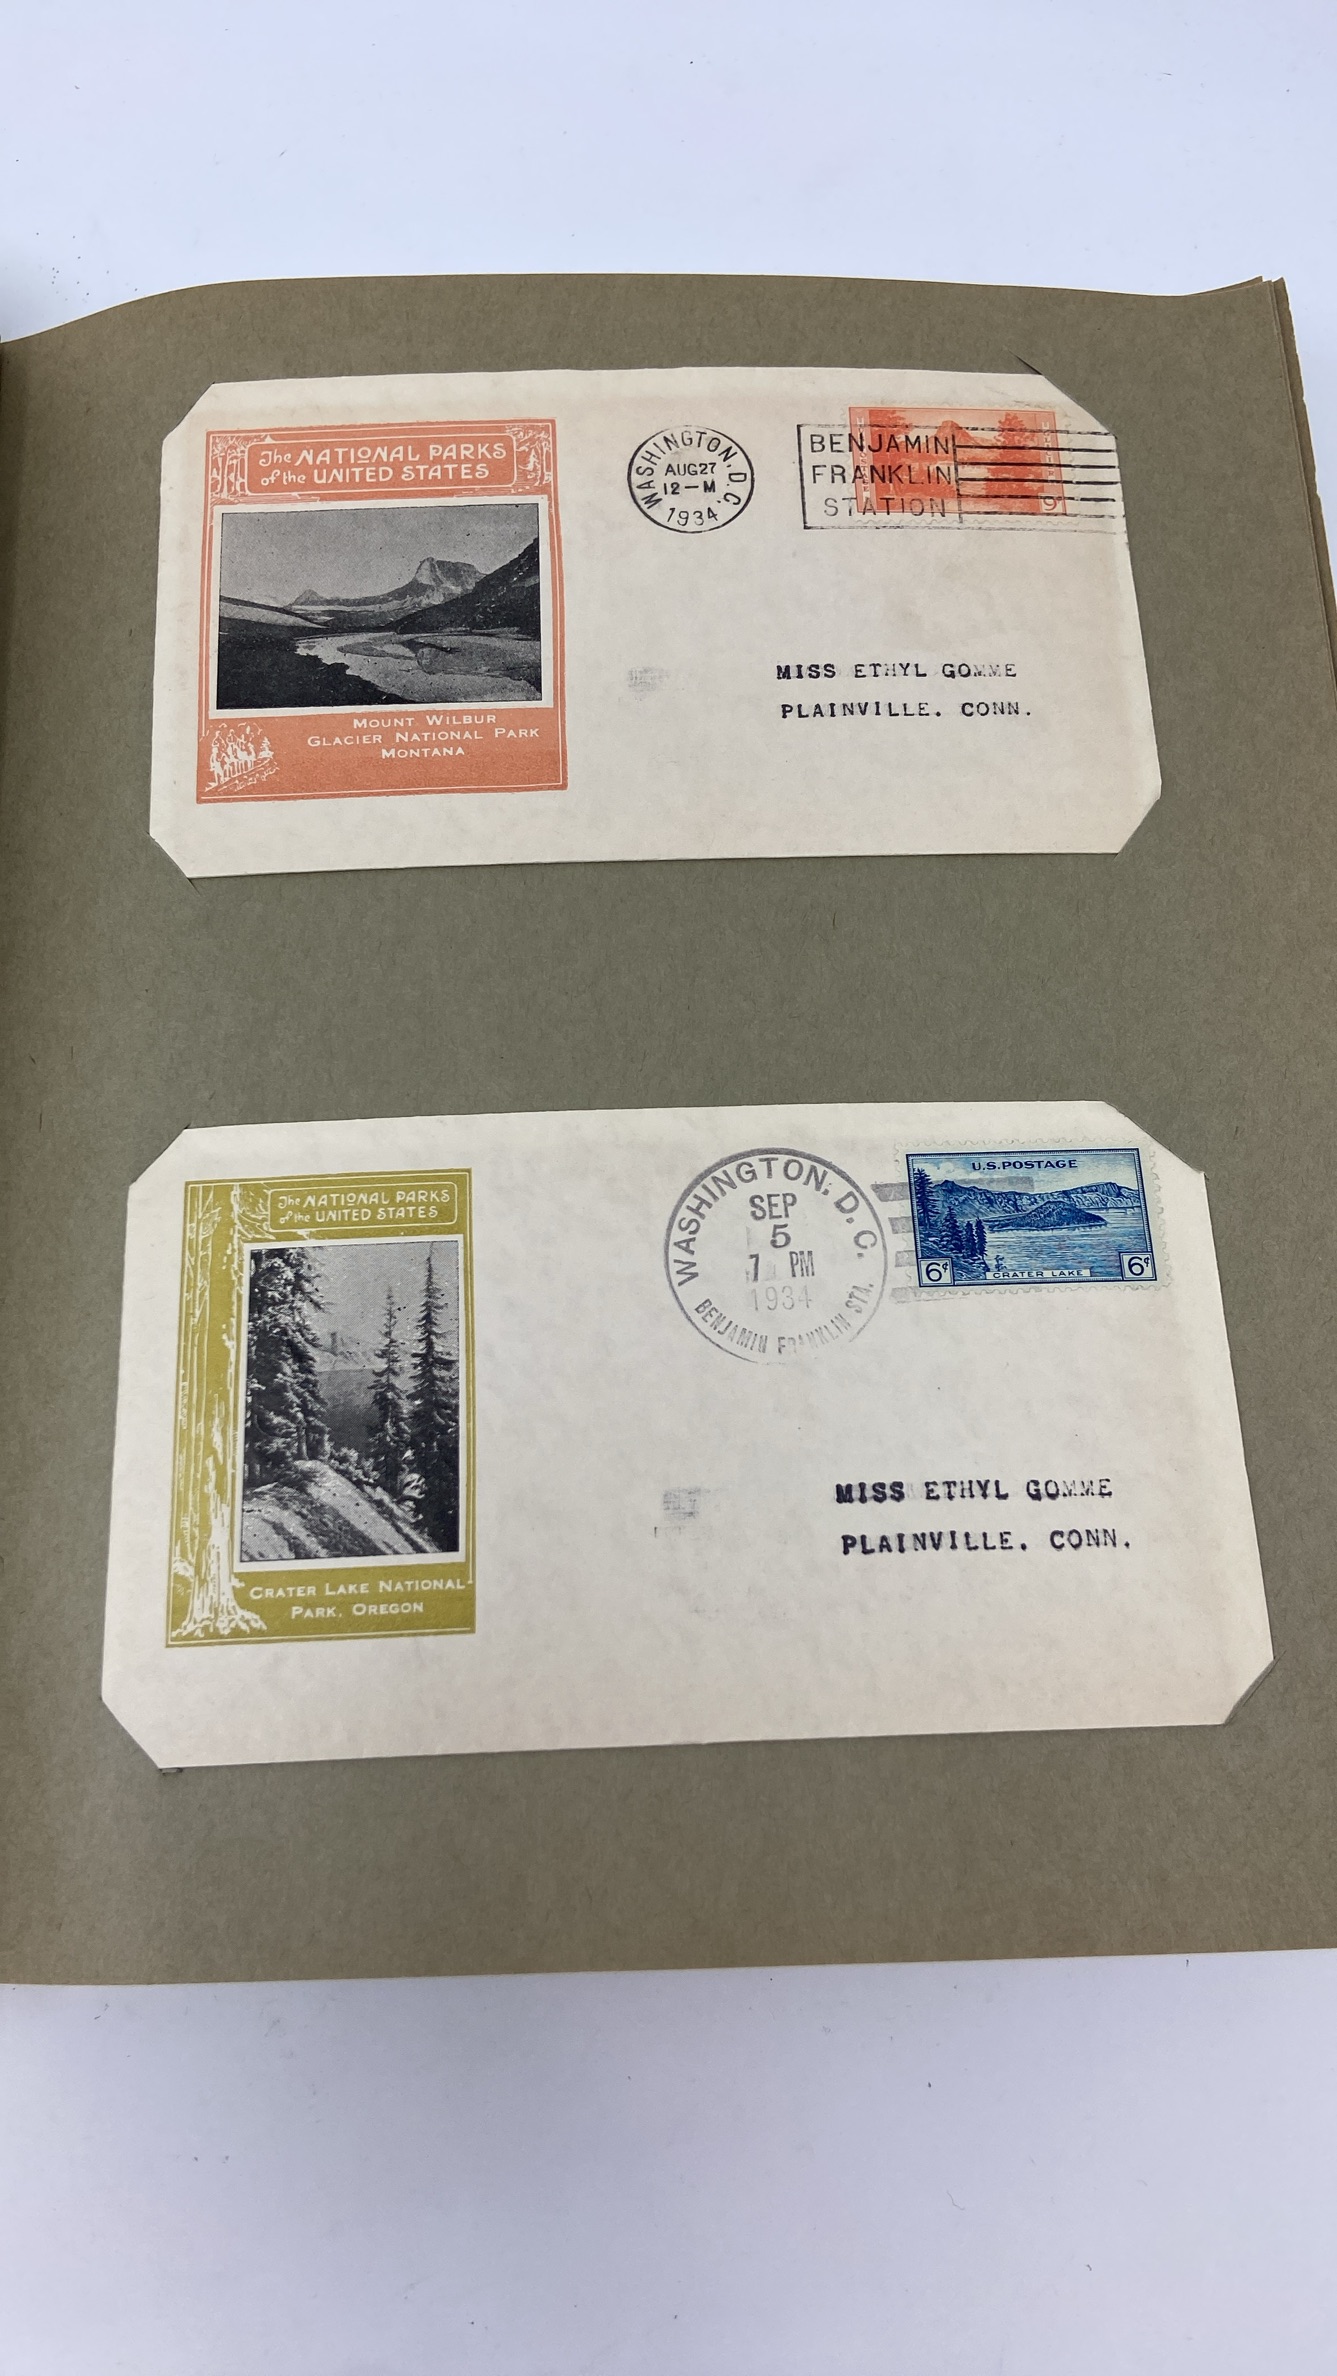 The NATIONAL PARKS
of the UNITED STATES
MOUNT WILBUR
GLACIER NATIONAL PARK
MONTANA
WASHINGTON, D.C.
AUG 27
12-M
1934
BENJAMIN
FRANKLIN
STATION
9¢
MISS ETHYL GOMME
PLAINVILLE. CONN.
The NATIONAL PARKS
of the UNITED STATES
CRATER LAKE NATIONAL
PARK, OREGON
WASHINGTON, D.C.
SEP
5
7 PM
1934
BENJAMIN FRANKLIN STA.
U.S. POSTAGE
6¢ CRATER LAKE 6¢
MISS ETHYL GOMME
PLAINVILLE. CONN.